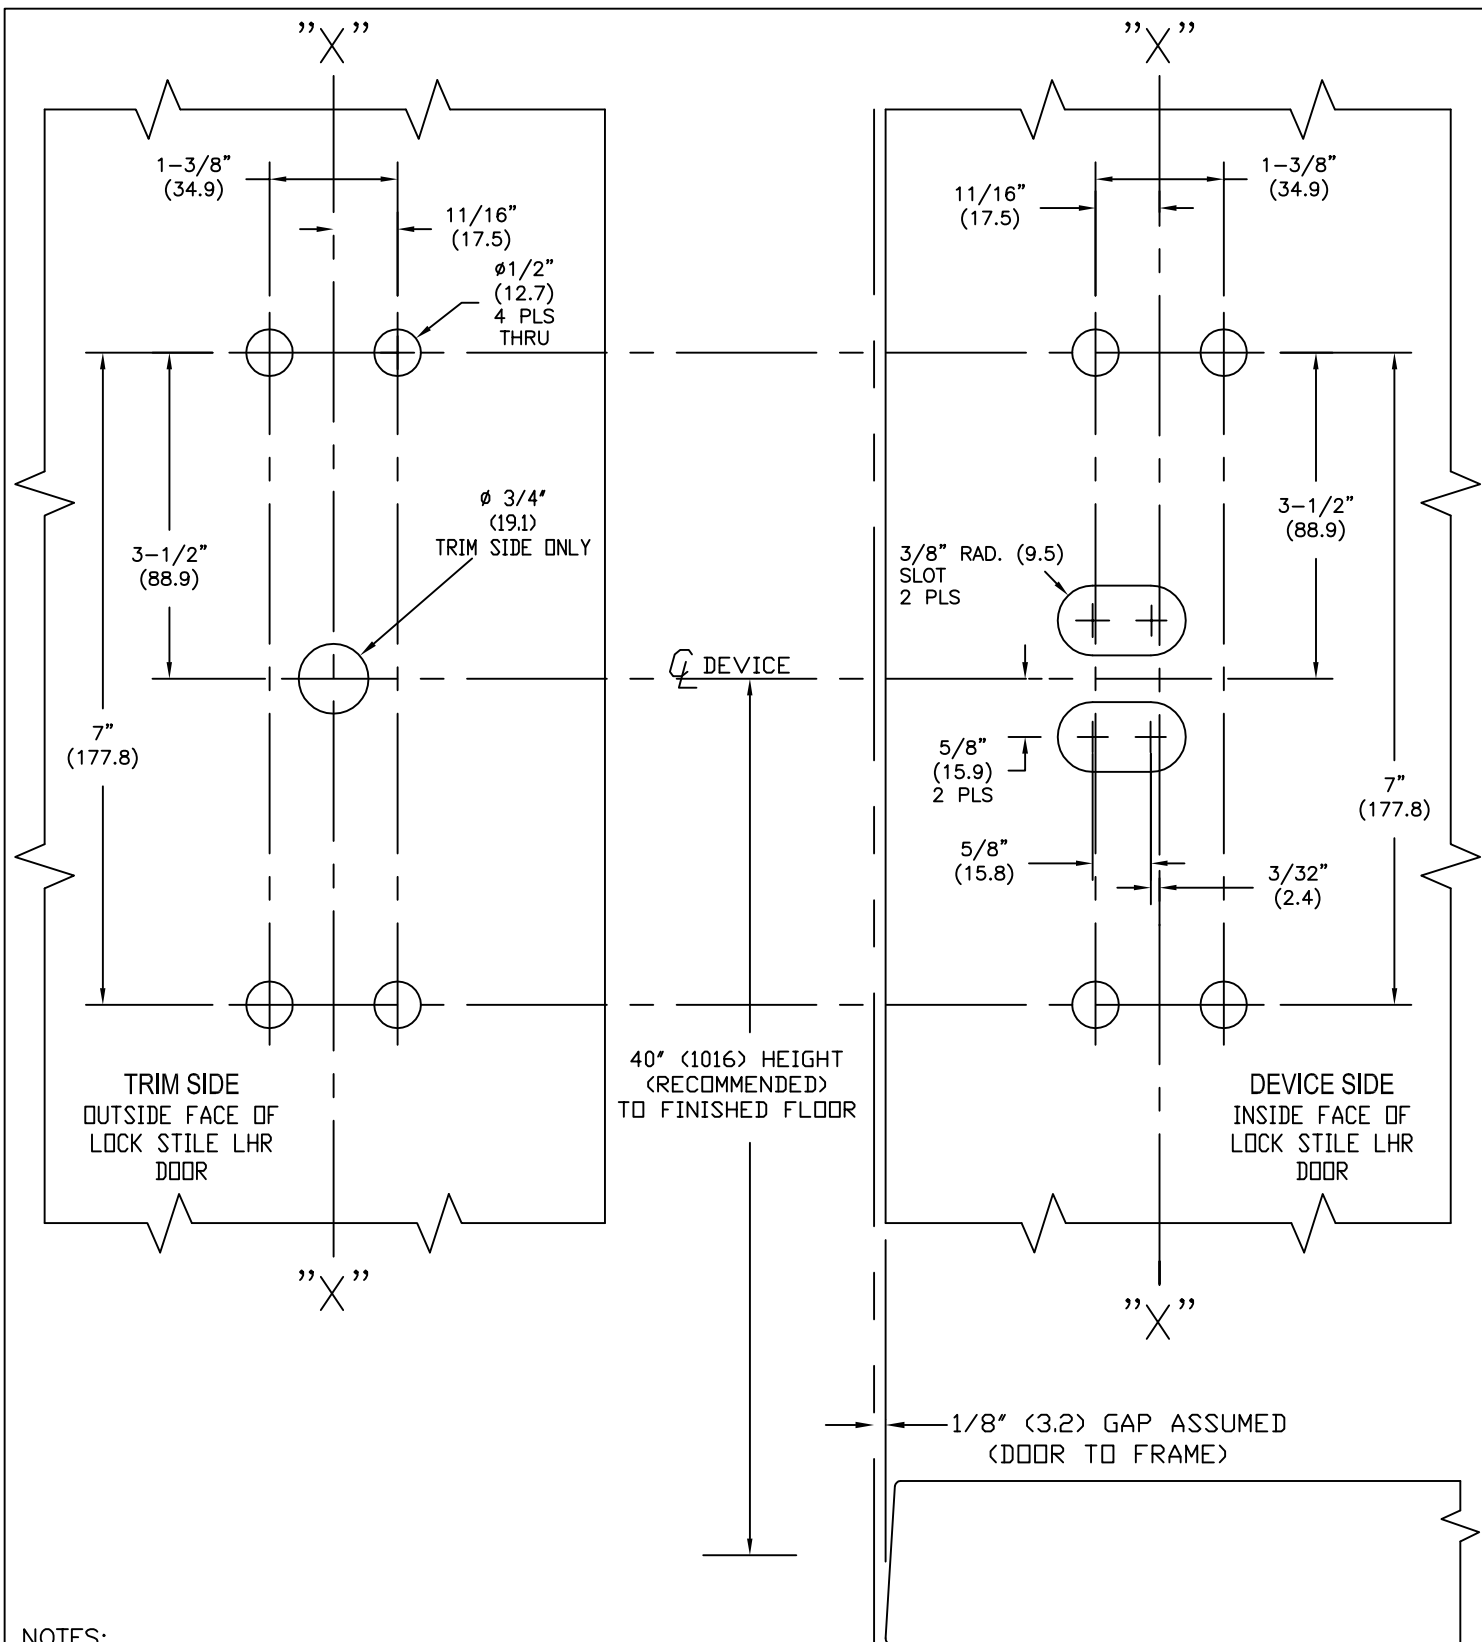 ”X”
”X”
1-3/8”
(34.9)
11/16”
(17.5)
ø1/2”
(12.7)
4 PLS
THRU
3-1/2”
(88.9)
ø 3/4"
(19.1)
TRIM SIDE ONLY
7”
(177.8)
TRIM SIDE
OUTSIDE FACE OF
LOCK STILE LHR
DOOR
”X”
℄ DEVICE
40" (1016) HEIGHT
(RECOMMENDED)
TO FINISHED FLOOR
11/16”
(17.5)
1-3/8”
(34.9)
3-1/2”
(88.9)
3/8” RAD. (9.5)
SLOT
2 PLS
5/8”
(15.9)
2 PLS
7”
(177.8)
5/8”
(15.8)
3/32”
(2.4)
DEVICE SIDE
INSIDE FACE OF
LOCK STILE LHR
DOOR
”X”
1/8" (3.2) GAP ASSUMED
(DOOR TO FRAME)
NOTES: